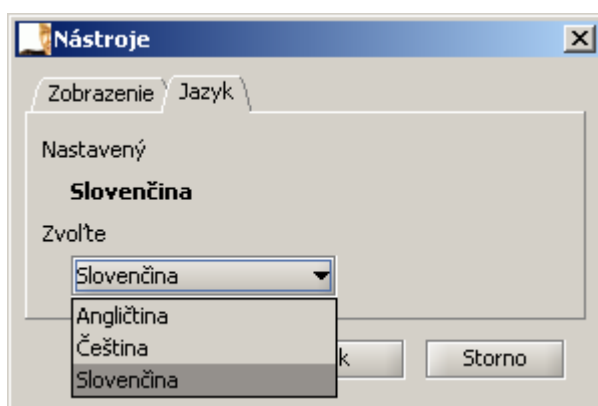 Nástroje
Zobrazenie Jazyk
Nastavený
Slovenčina
Zvoľte
Slovenčina
Angličtina
Čeština
Slovenčina
Storno